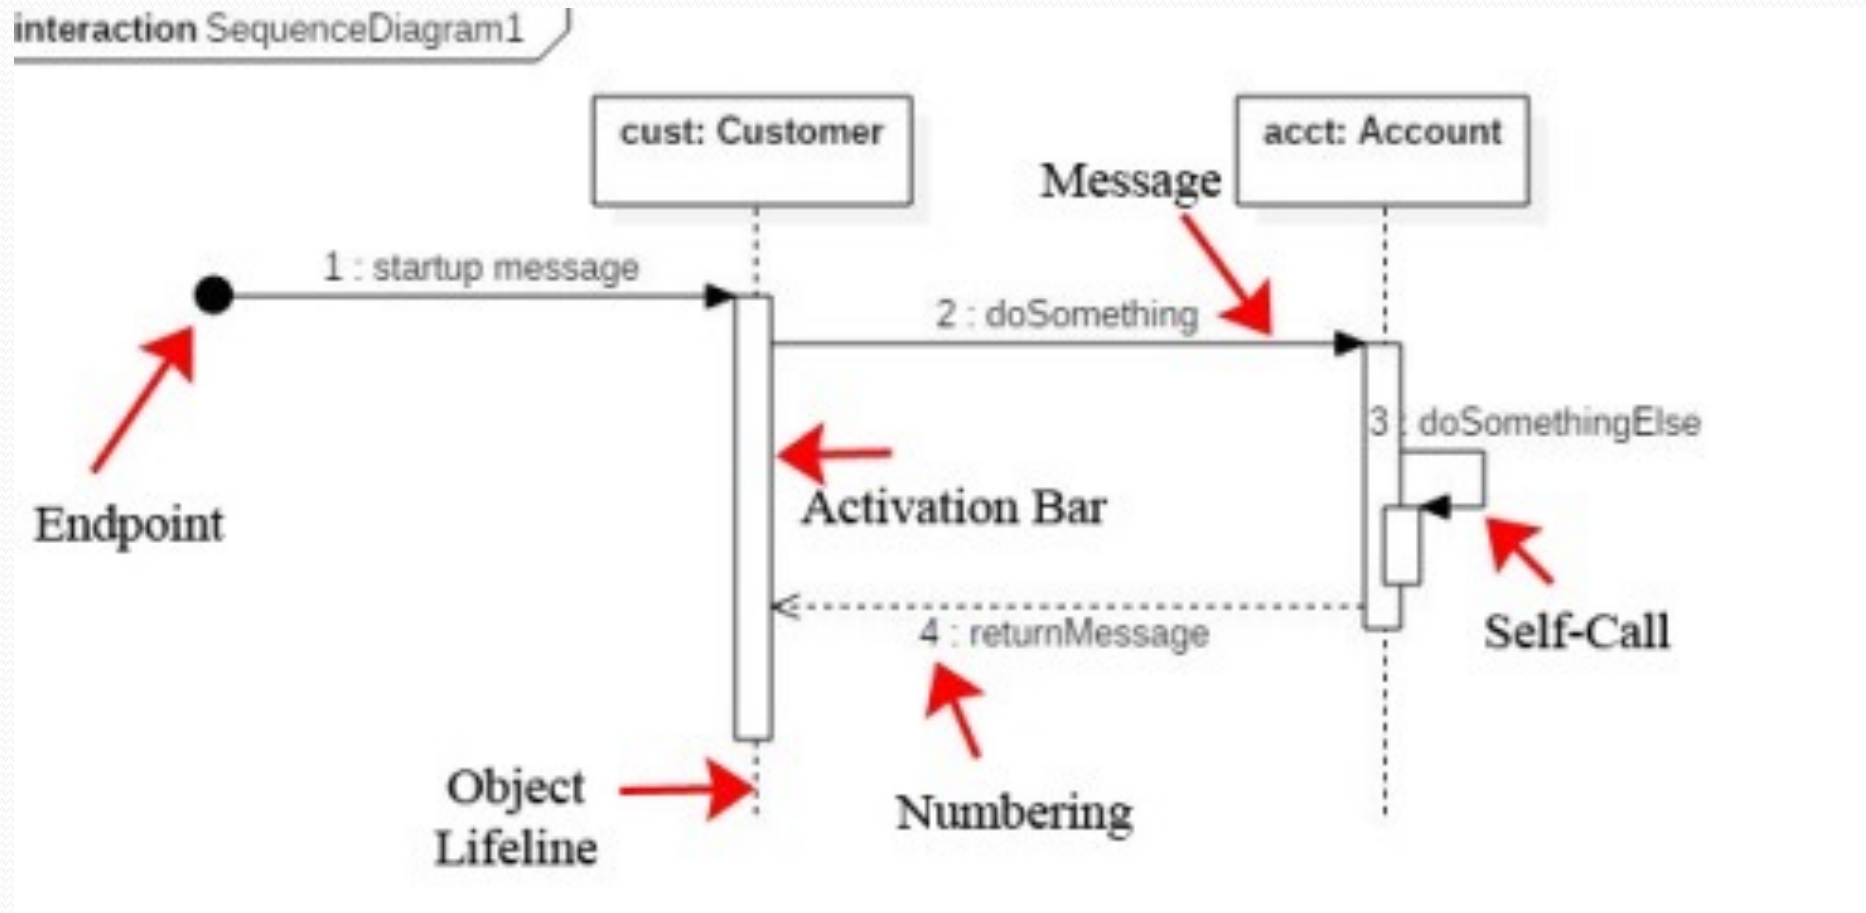 interaction SequenceDiagram1
cust: Customer
acct: Account
Message
1 : startup message
2 : doSomething
3 : doSomethingElse
Endpoint
Activation Bar
4 : returnMessage
Self-Call
Object
Lifeline
Numbering